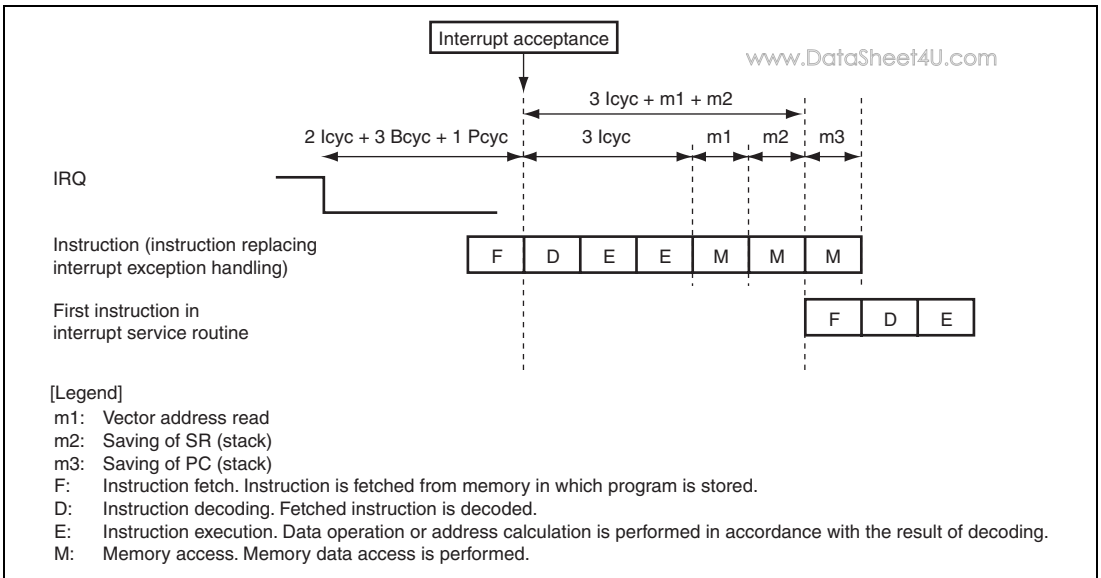 Interrupt acceptance
www.DataSheet4U.com
3 Icyc + m1 + m2
2 Icyc + 3 Bcyc + 1 Pcyc 3 Icyc m1 m2 m3
IRQ
Instruction (instruction replacing
interrupt exception handling)
F D E E M M M
First instruction in
interrupt service routine
F D E
[Legend]
m1: Vector address read
m2: Saving of SR (stack)
m3: Saving of PC (stack)
F: Instruction fetch. Instruction is fetched from memory in which program is stored.
D: Instruction decoding. Fetched instruction is decoded.
E: Instruction execution. Data operation or address calculation is performed in accordance with the result of decoding.
M: Memory access. Memory data access is performed.